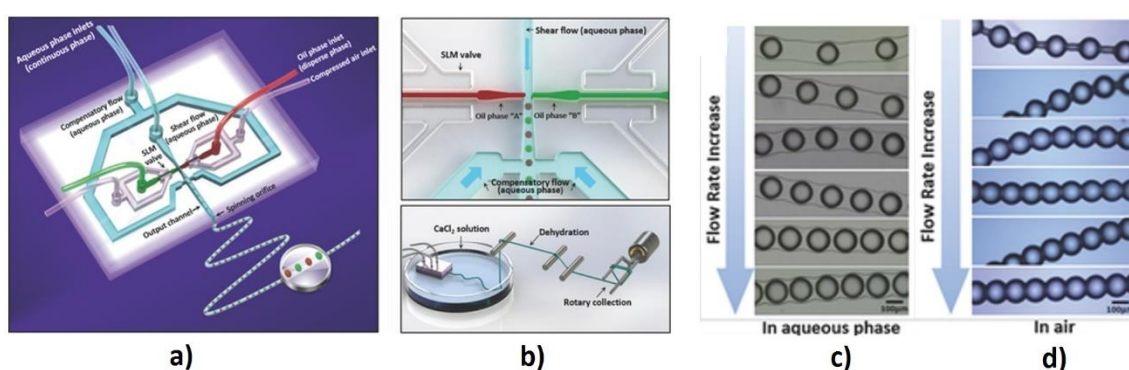 Aqueous phase inlets
(continuous phase)
Oil phase inlet
(disperse phase)
Compressed air inlet
Compensatory flow
(aqueous phase)
Shear flow
(aqueous phase)
SLM
valve
Output channel
Spinning orifice
a)
Shear flow (aqueous phase)
SLM valve
Oil phase "A"
Oil phase "B"
Compensatory flow
(aqueous phase)
CaCl₂ solution
Dehydration
Rotary collection
b)
Flow Rate Increase
100μm
In aqueous phase
c)
Flow Rate Increase
100μm
In air
d)